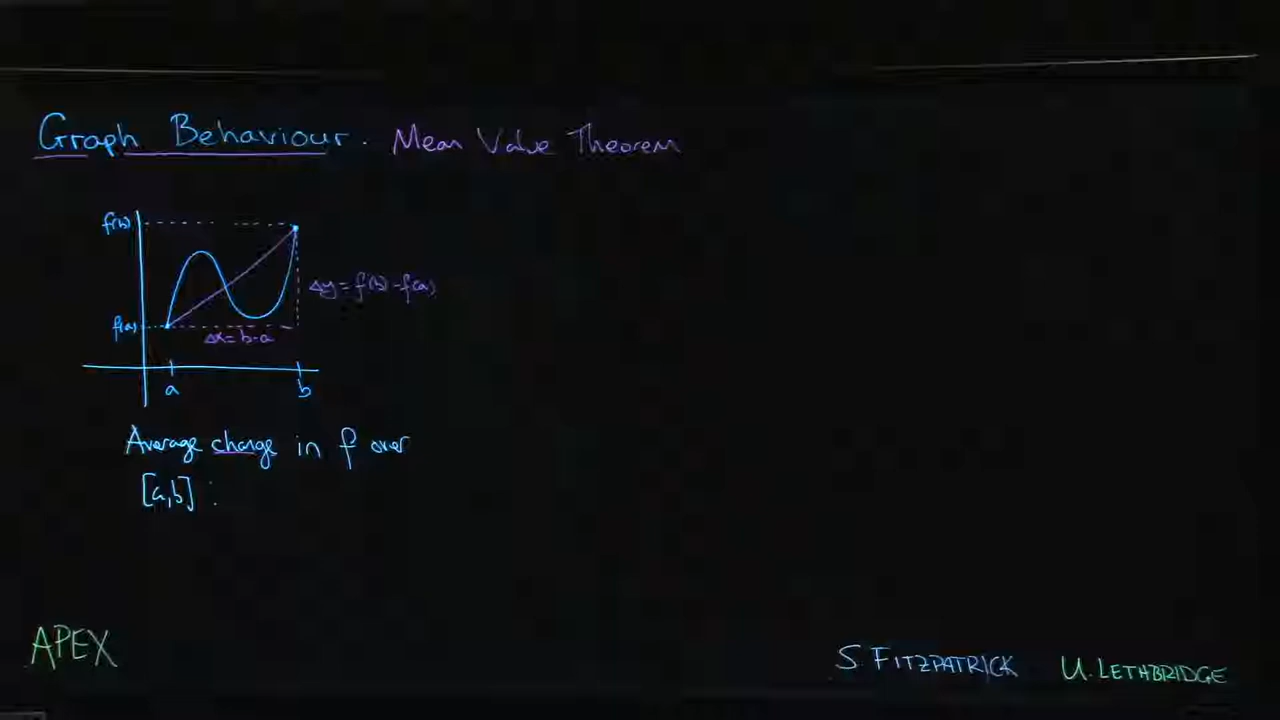 Graph Behaviour. Mean Value Theorem
f(b)
Δy = f(b) - f(a)
f(a)
Δx = b - a
a
b
Average change in f over
[a,b] :
APEX
S FITZPATRICK U. LETHBRIDGE